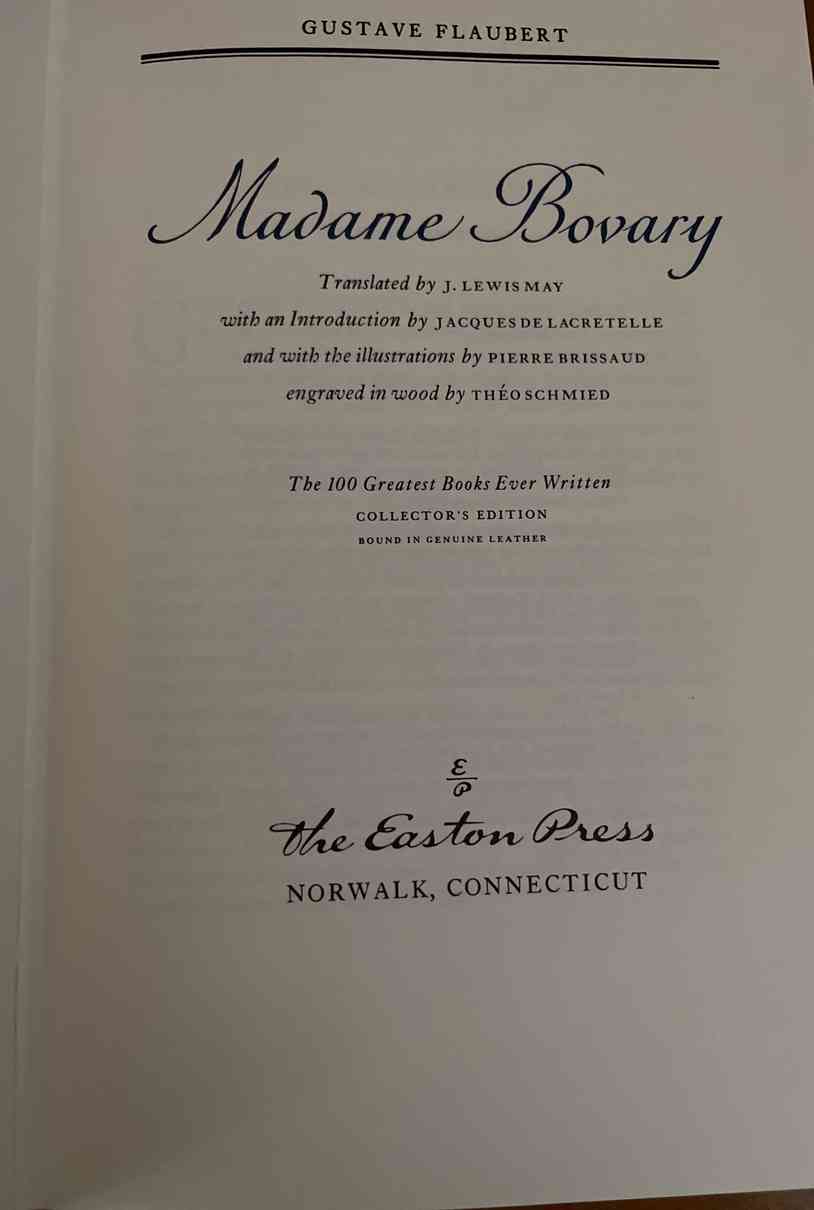 GUSTAVE FLAUBERT
Madame Bovary
Translated by J. LEWIS MAY
with an Introduction by JACQUES DE LACRETELLE
and with the illustrations by PIERRE BRISSAUD
engraved in wood by THÉO SCHMIED
The 100 Greatest Books Ever Written
COLLECTOR'S EDITION
BOUND IN GENUINE LEATHER
E
P
the Easton Press
NORWALK, CONNECTICUT